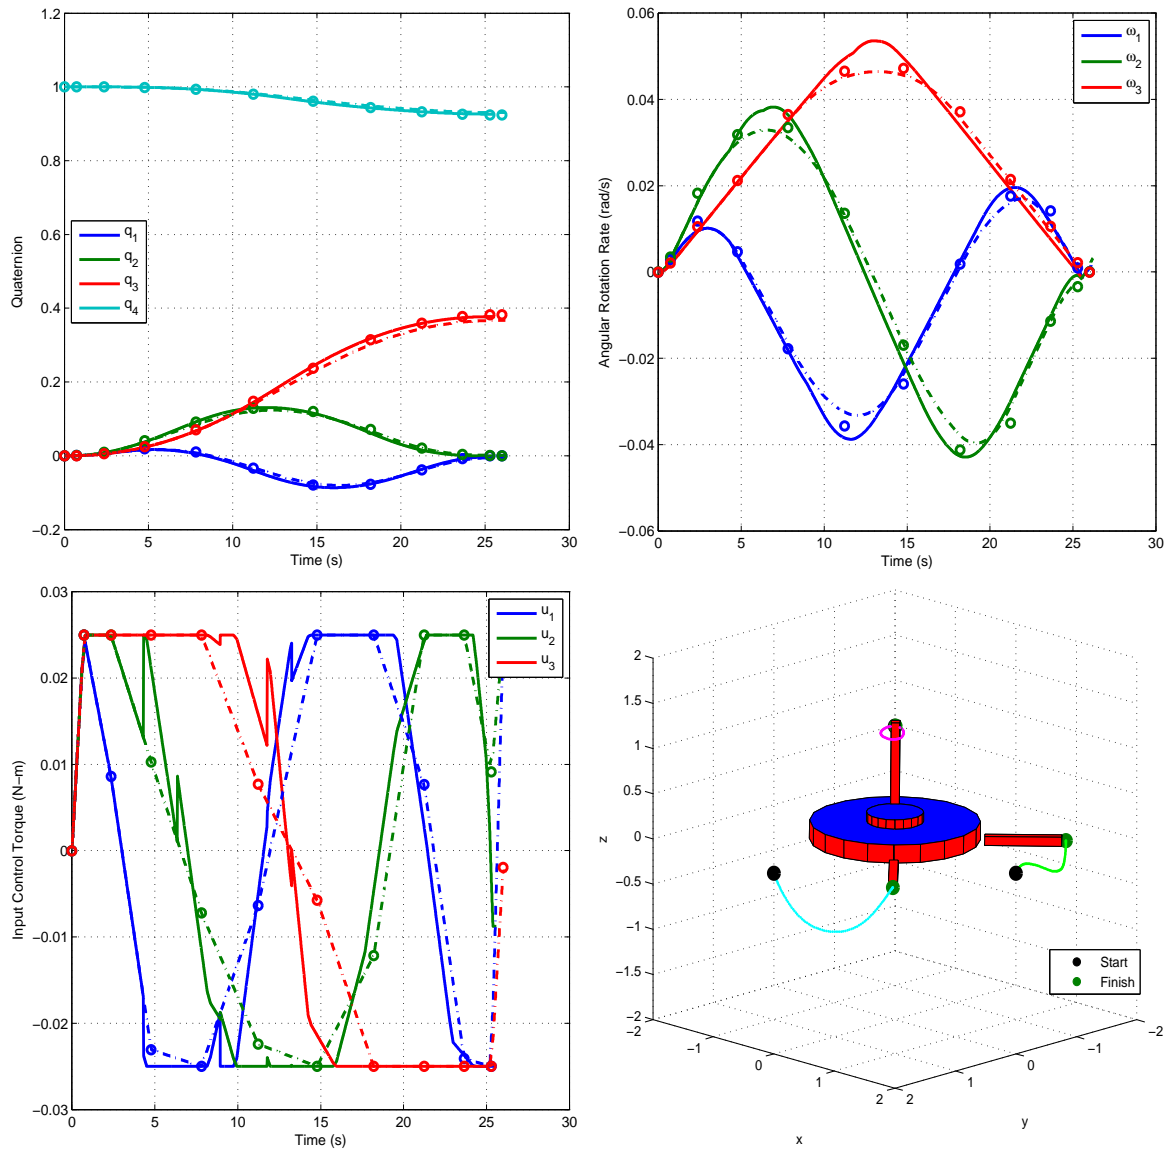 1.2
1
0.8
0.6
0.4
0.2
0
−0.2
0 5 10 15 20 25 30
Time (s)
Quaternion
q1
q2
q3
q4
0.06
0.04
0.02
0
−0.02
−0.04
−0.06
0 5 10 15 20 25 30
Time (s)
Angular Rotation Rate (rad/s)
ω1
ω2
ω3
0.03
0.02
0.01
0
−0.01
−0.02
−0.03
0 5 10 15 20 25 30
Time (s)
Input Control Torque (N−m)
u1
u2
u3
2
1.5
1
0.5
0
−0.5
−1
−1.5
−2
z
−2
−1
0
1
2
x
2
1
0
−1
−2
y
Start
Finish